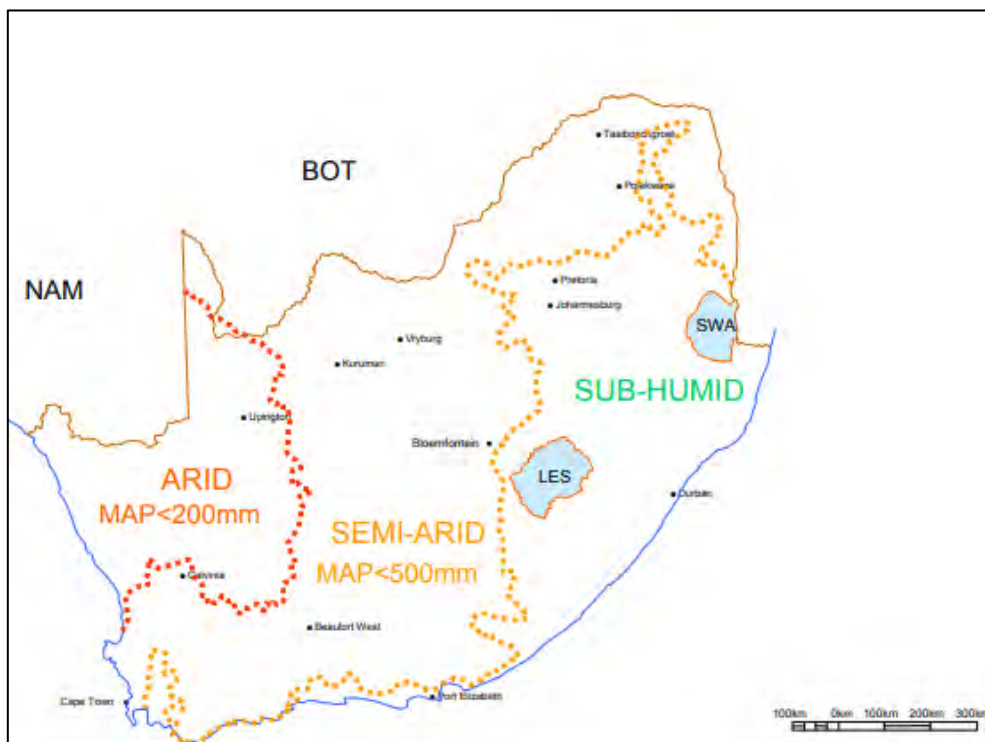 BOT
Taaiboschgroet
Polokwane
NAM
Pretoria
Johannesburg
SWA
Vryburg
Kuruman
SUB-HUMID
Upington
Bloemfontein
LES
ARID
MAP<200mm
Durban
SEMI-ARID
MAP<500mm
Calvinia
Beaufort West
Port Elizabeth
Cape Town
100km 0km 100km 200km 300km